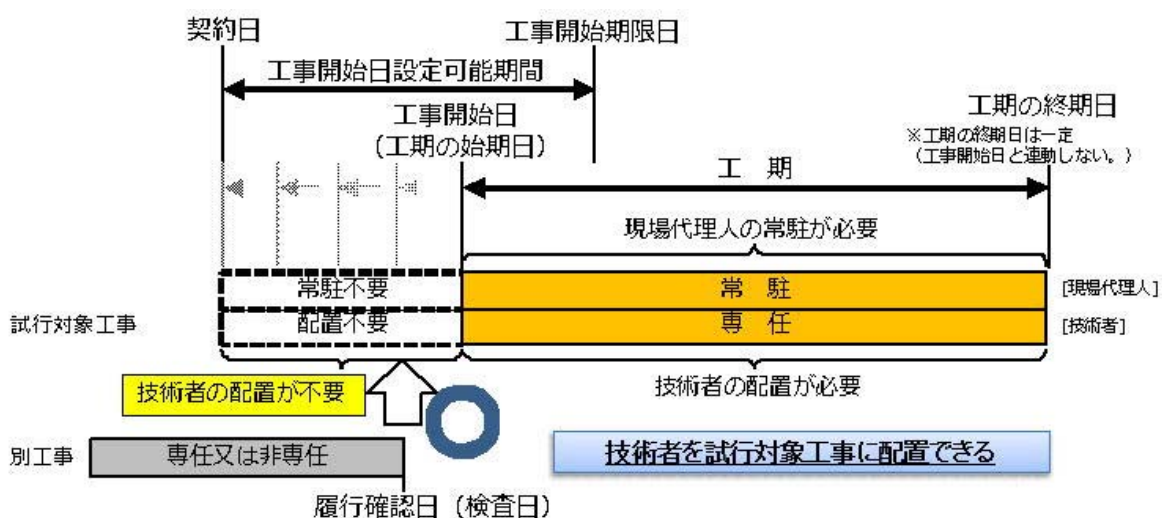 契約日
工事開始期限日
工事開始日設定可能期間
工事開始日
（工期の始期日）
工期の終期日
※工期の終期日は一定
（工事開始日と連動しない。）
工　期
現場代理人の常駐が必要
常駐不要
常　駐
[現場代理人]
試行対象工事
配置不要
専　任
[技術者]
技術者の配置が不要
技術者の配置が必要
別工事
専任又は非専任
技術者を試行対象工事に配置できる
履行確認日（検査日）